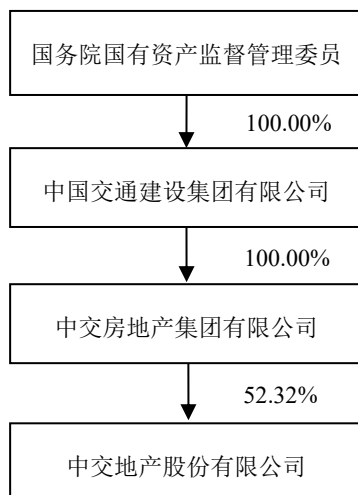 国务院国有资产监督管理委员
100.00%
中国交通建设集团有限公司
100.00%
中交房地产集团有限公司
52.32%
中交地产股份有限公司